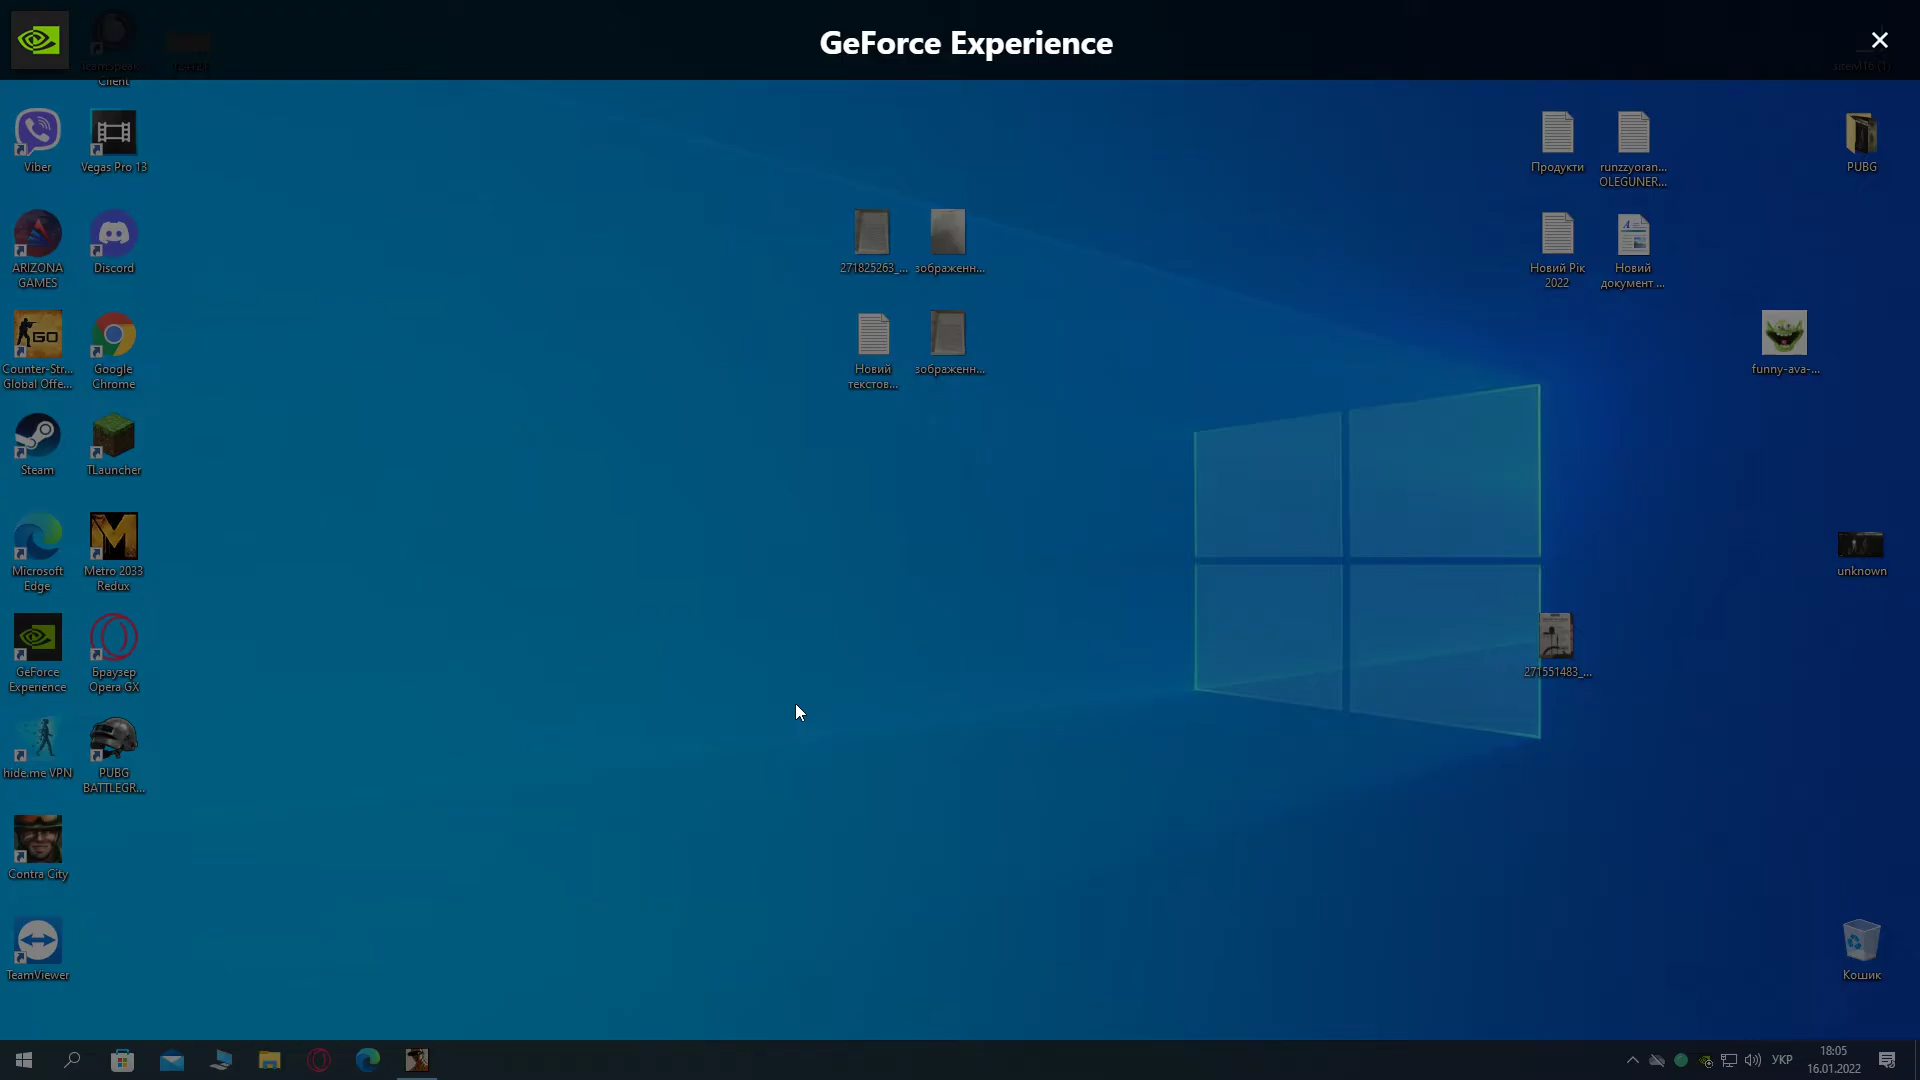 GeForce Experience
Client
Viber
Vegas Pro 13
ARIZONA
GAMES
Discord
Counter-Str...
Global Offe...
Google
Chrome
Steam
TLauncher
Microsoft
Edge
Metro 2033
Redux
GeForce
Experience
Браузер
Opera GX
hide.me VPN
PUBG
BATTLEGR...
Contra City
TeamViewer
271825263_...
зображенн...
Новий
текстов...
зображенн...
Продукти
runzzyoran...
OLEGUNER...
Новий Рік
2022
Новий
документ ...
PUBG
funny-ava-...
unknown
271551483_...
Кошик
УКР
18:05
16.01.2022